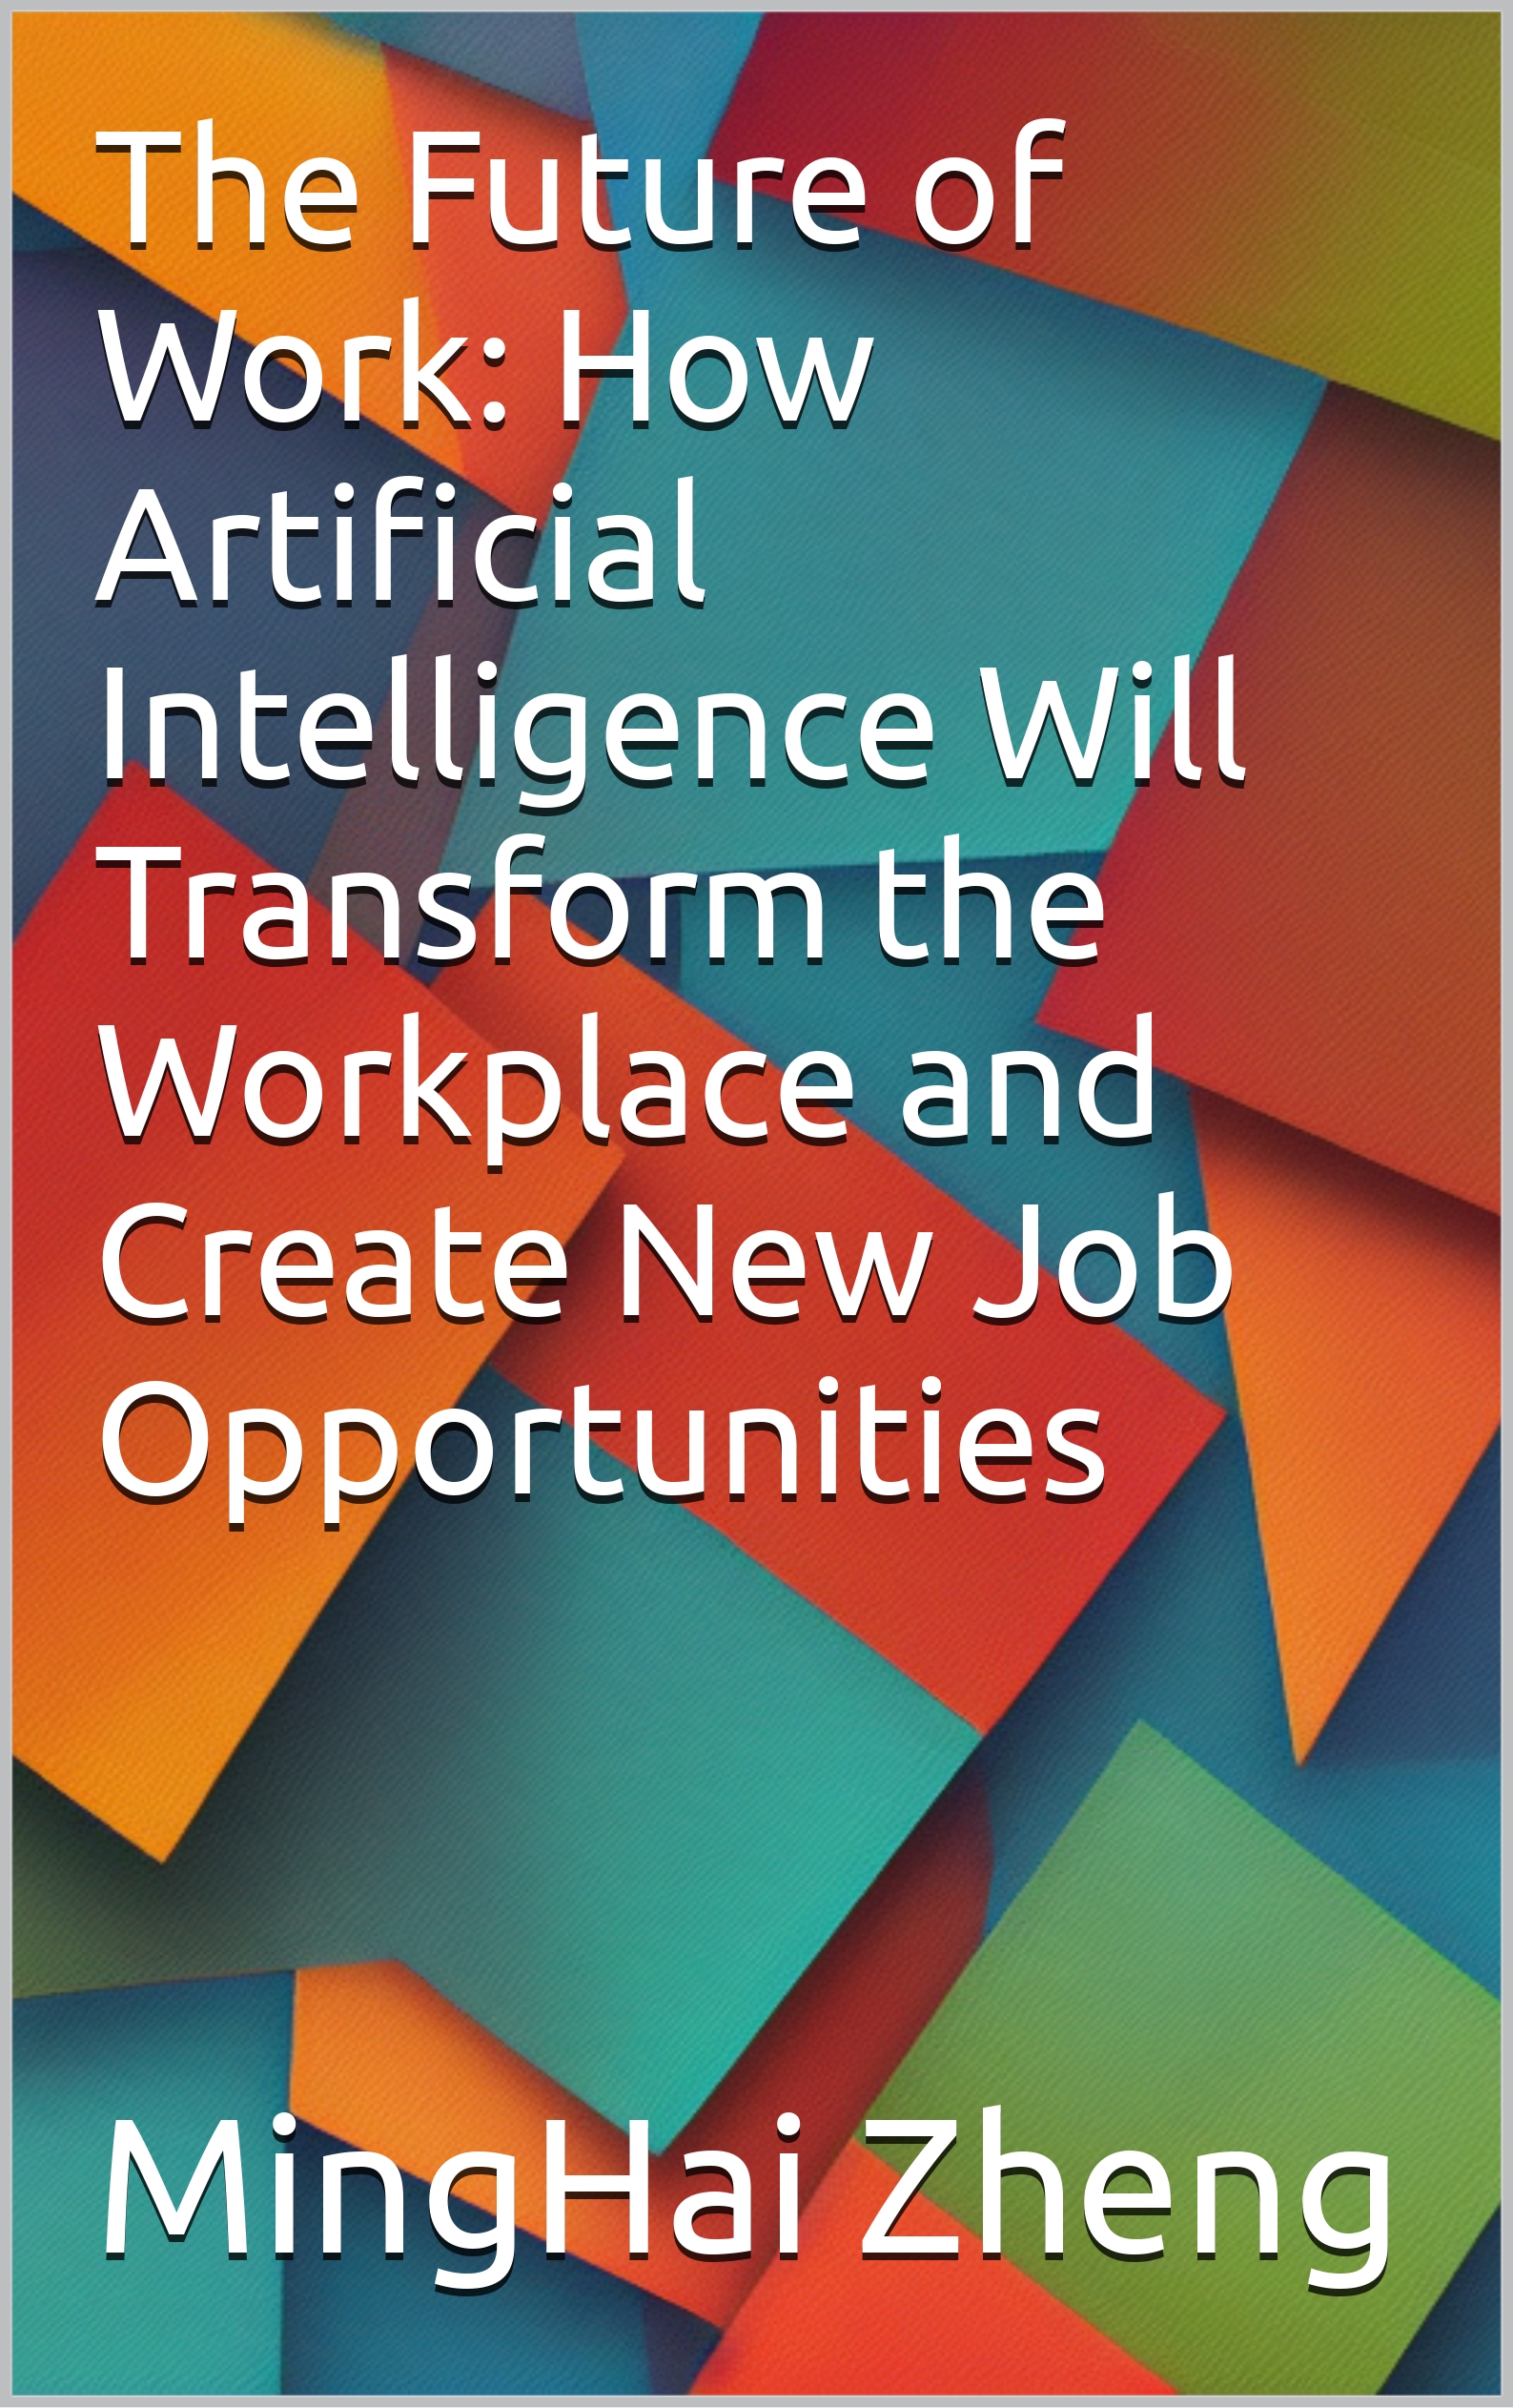 The Future of
Work: How
Artificial
Intelligence Will
Transform the
Workplace and
Create New Job
Opportunities
MingHai Zheng